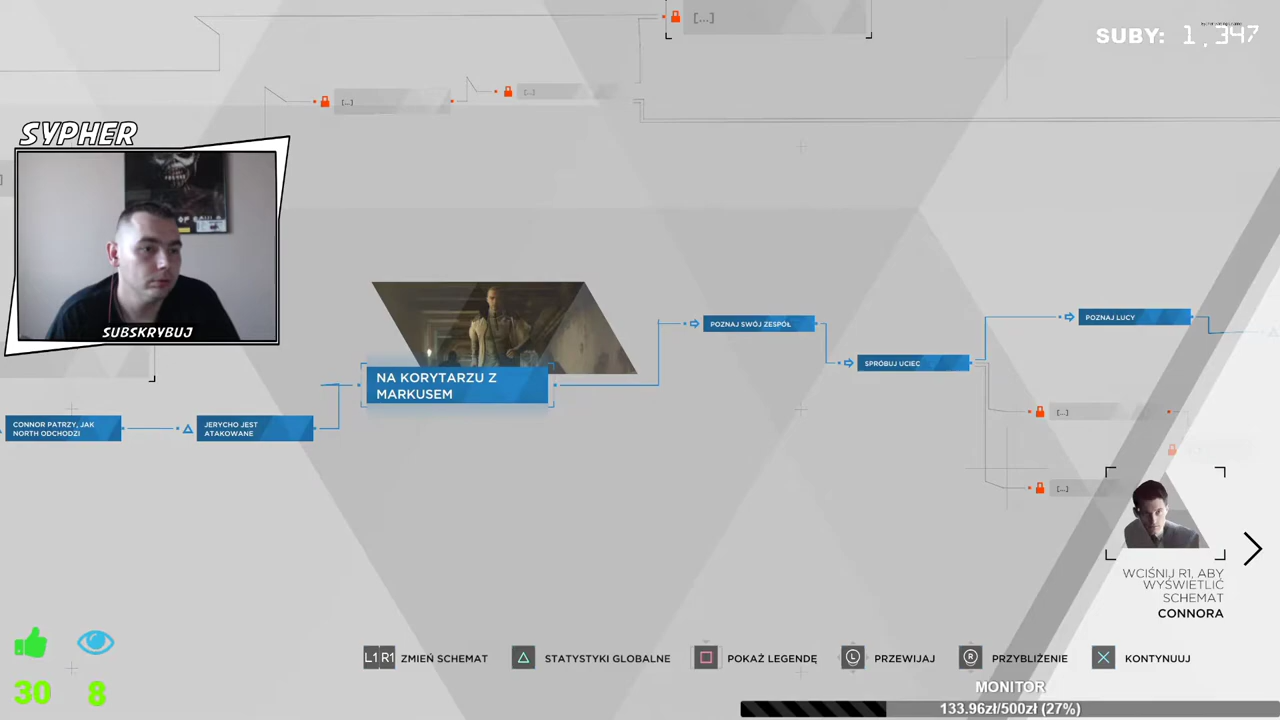 [...]
SUBY: 1,347
[...]
[...]
SYPHER
SUBSKRYBUJ
POZNAJ LUCY
POZNAJ SWÓJ ZESPÓŁ
SPRÓBUJ UCIEC
NA KORYTARZU Z
MARKUSEM
CONNOR PATRZY, JAK
NORTH ODCHODZI
JERYCHO JEST
ATAKOWANE
[...]
[...]
WCIŚNIJ R1, ABY
WYŚWIETLIĆ
SCHEMAT
CONNORA
L1 R1 ZMIEŃ SCHEMAT
STATYSTYKI GLOBALNE
POKAŻ LEGENDĘ
L PRZEWIJAJ
R PRZYBLIŻENIE
KONTYNUUJ
30
8
MONITOR
133.96zł/500zł (27%)